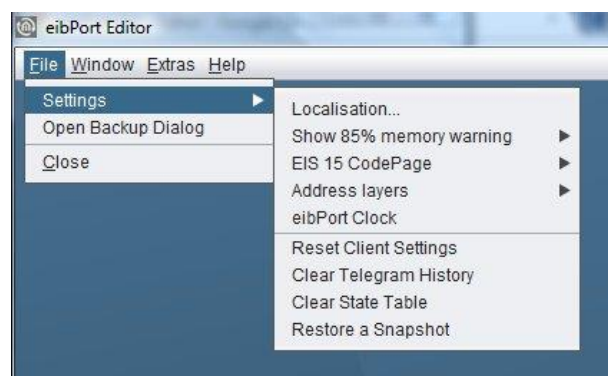 eibPort Editor
File Window Extras Help
Settings
Open Backup Dialog
Close
Localisation...
Show 85% memory warning
EIS 15 CodePage
Address layers
eibPort Clock
Reset Client Settings
Clear Telegram History
Clear State Table
Restore a Snapshot